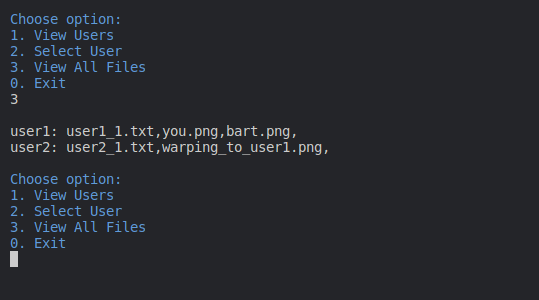 Choose option:
1. View Users
2. Select User
3. View All Files
0. Exit
3
user1: user1_1.txt,you.png,bart.png,
user2: user2_1.txt,warping_to_user1.png,
Choose option:
1. View Users
2. Select User
3. View All Files
0. Exit